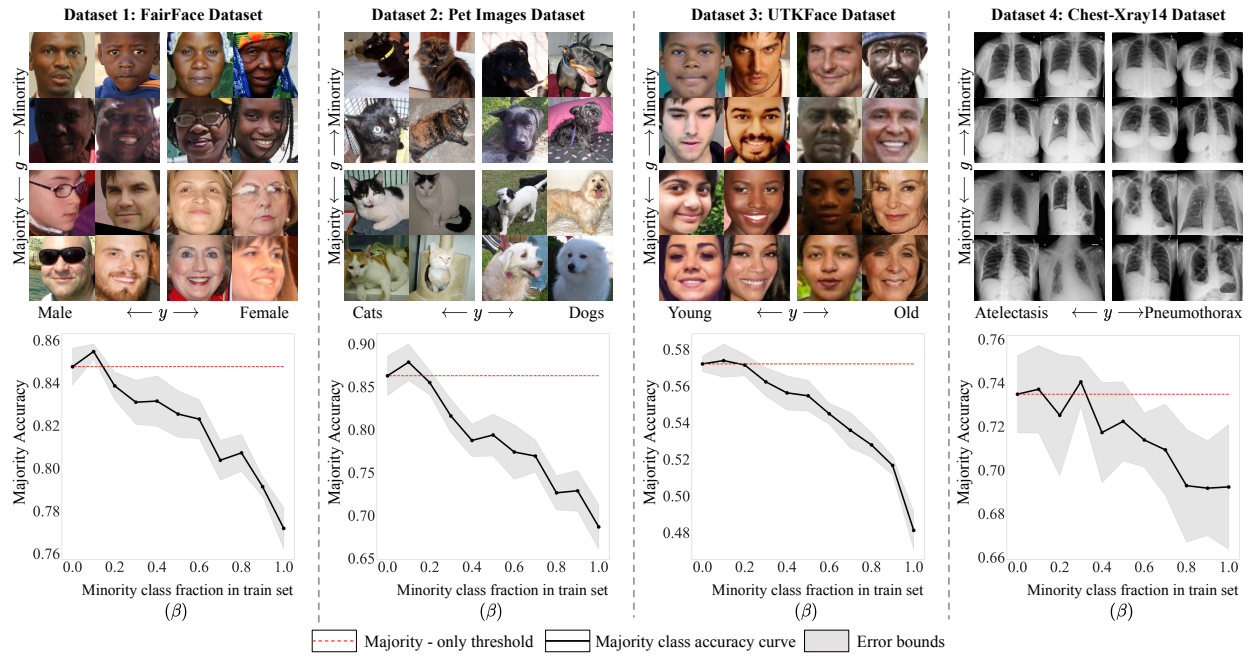 Dataset 1: FairFace Dataset
Majority ← g → Minority
Male ← y → Female
Majority Accuracy
0.86
0.84
0.82
0.80
0.78
0.76
0.0 0.2 0.4 0.6 0.8 1.0
Minority class fraction in train set
(β)
Dataset 2: Pet Images Dataset
Majority ← g → Minority
Cats ← y → Dogs
Majority Accuracy
0.90
0.85
0.80
0.75
0.70
0.65
0.0 0.2 0.4 0.6 0.8 1.0
Minority class fraction in train set
(β)
Dataset 3: UTKFace Dataset
Majority ← g → Minority
Young ← y → Old
Majority Accuracy
0.58
0.56
0.54
0.52
0.50
0.48
0.0 0.2 0.4 0.6 0.8 1.0
Minority class fraction in train set
(β)
Dataset 4: Chest-Xray14 Dataset
Majority ← g → Minority
Atelectasis ← y → Pneumothorax
Majority Accuracy
0.76
0.74
0.72
0.70
0.68
0.66
0.0 0.2 0.4 0.6 0.8 1.0
Minority class fraction in train set
(β)
Majority - only threshold
Majority class accuracy curve
Error bounds